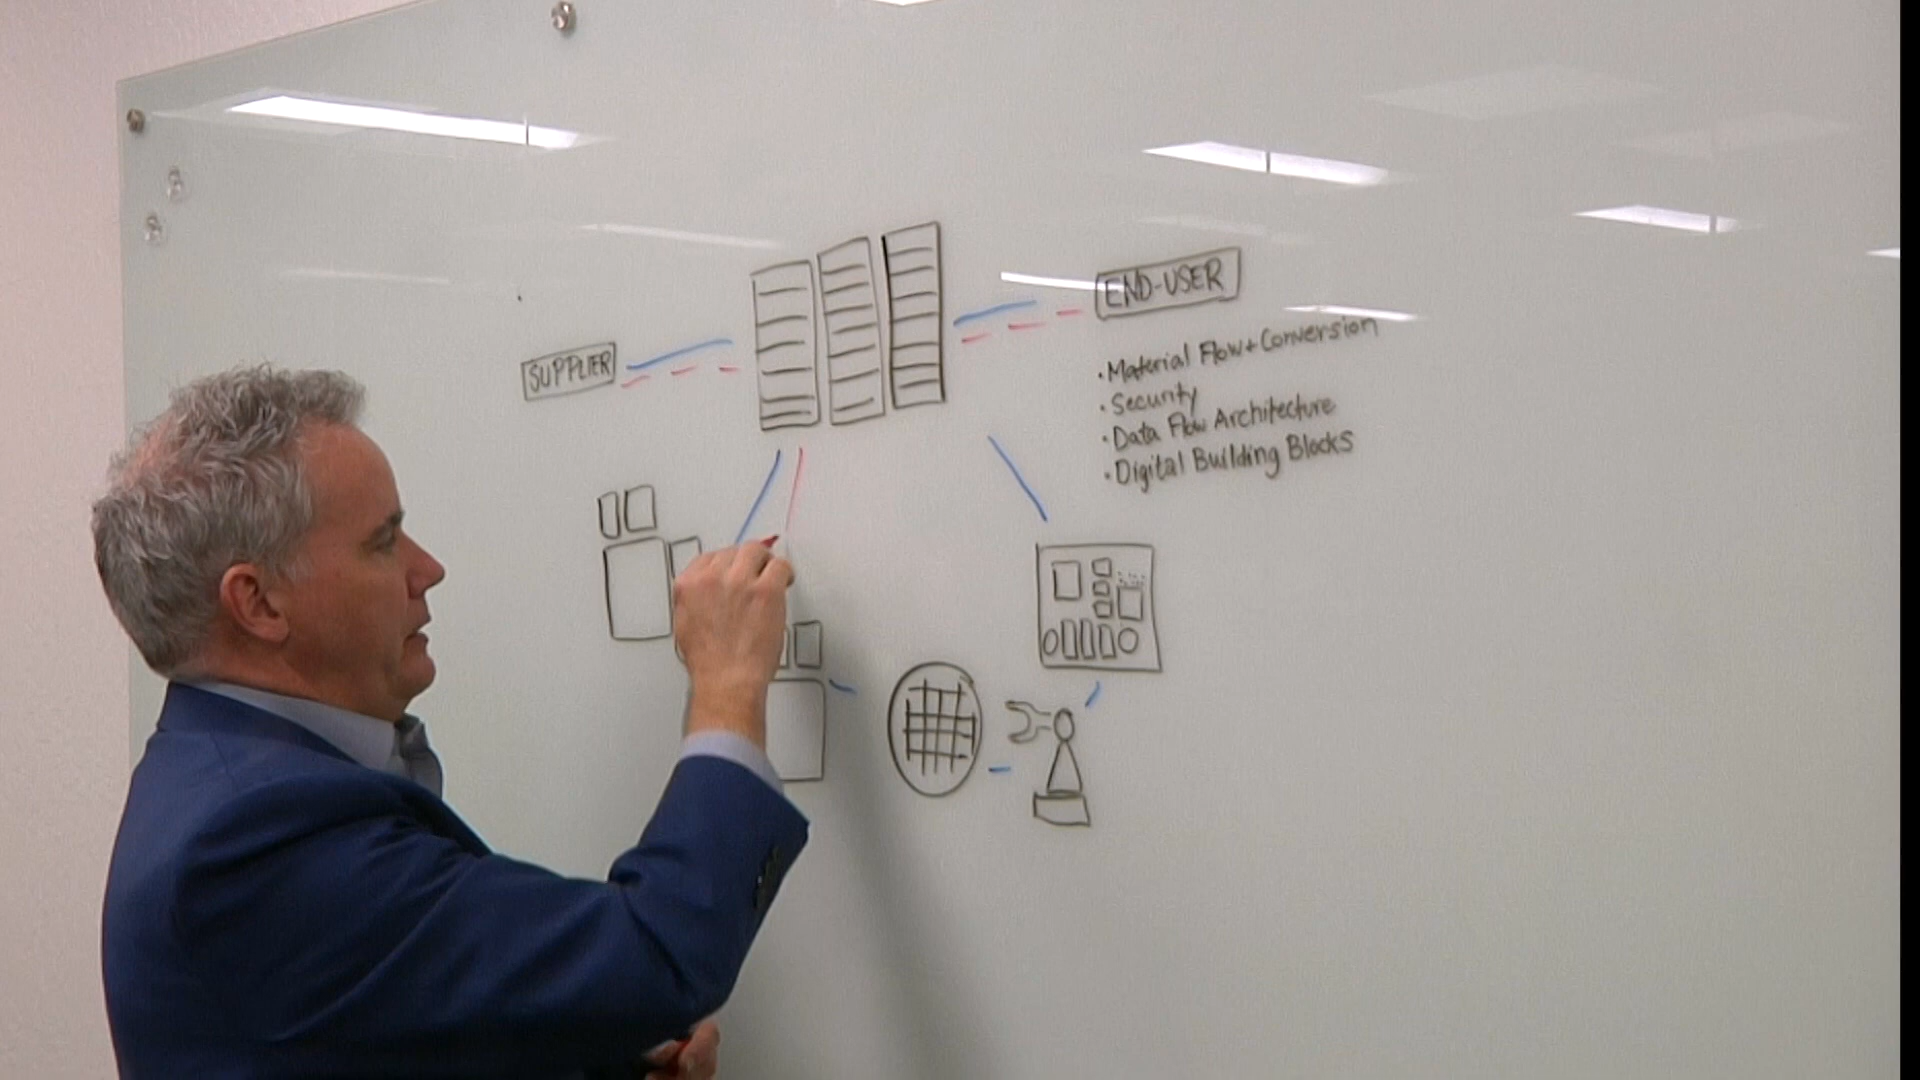 SUPPLIER
END-USER
• Material Flow + Conversion
• Security
• Data Flow Architecture
• Digital Building Blocks